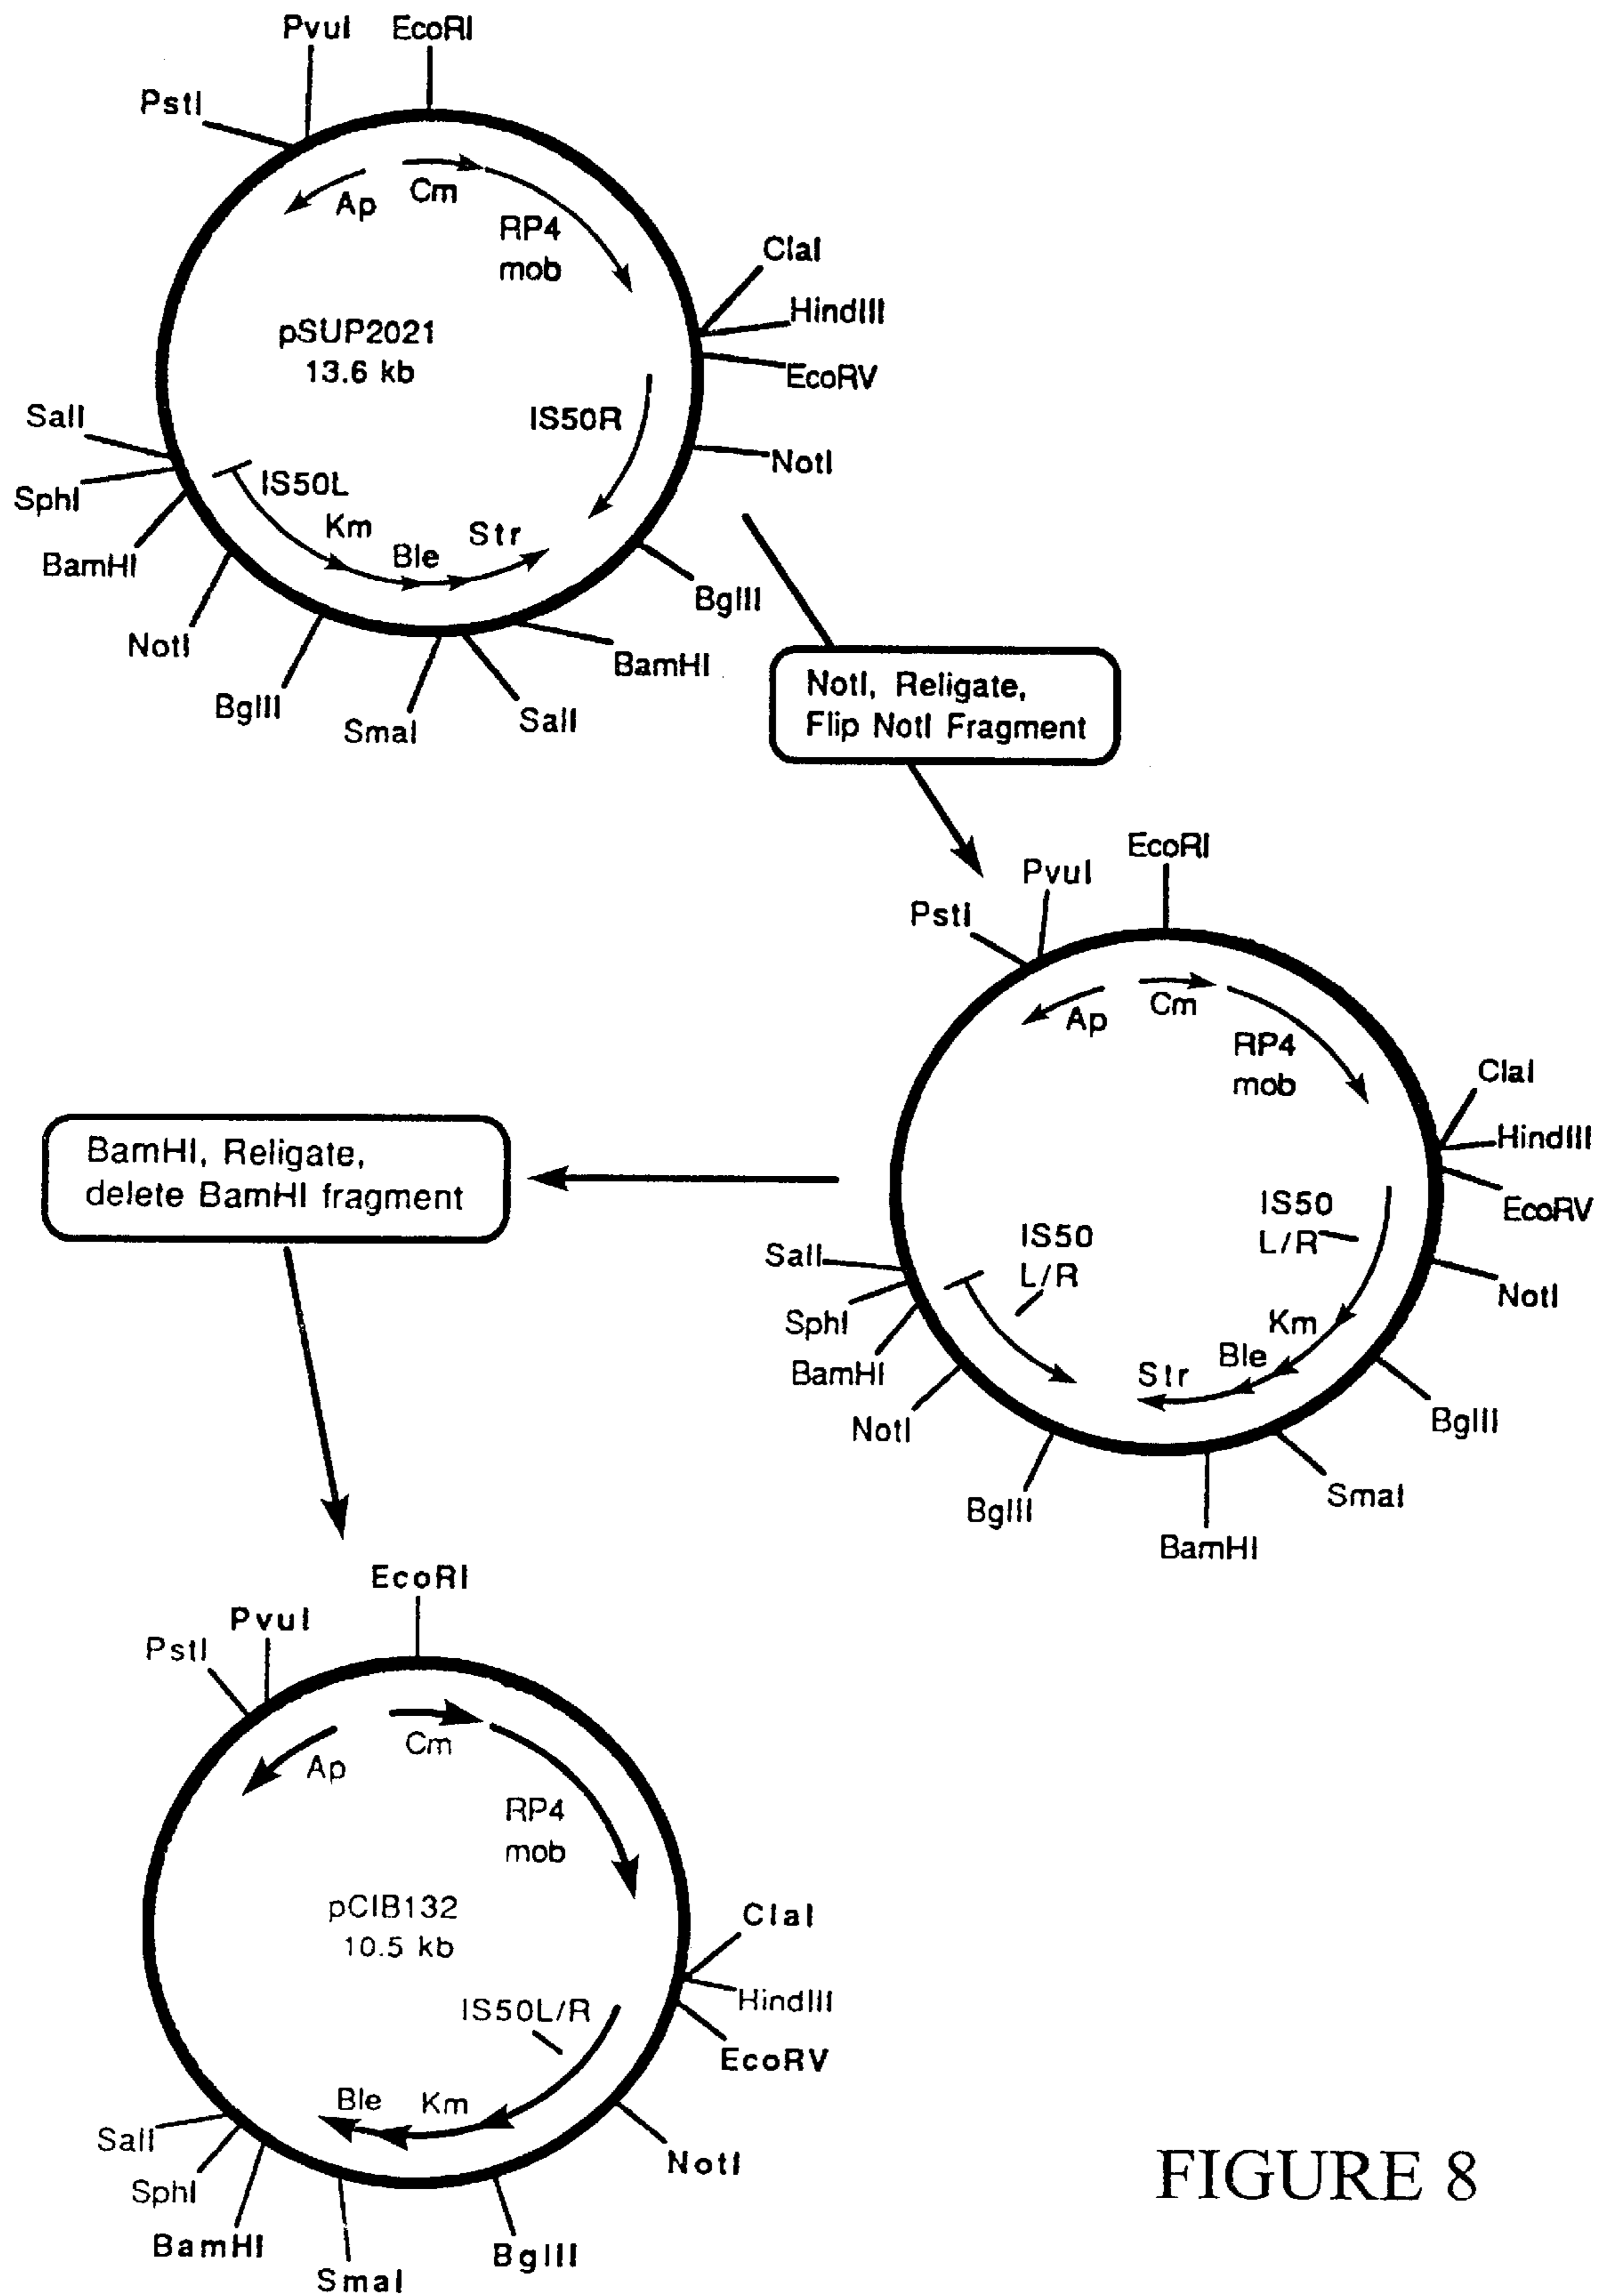 PvuI
EcoRI
PstI
Ap
Cm
RP4
mob
ClaI
HindIII
EcoRV
pSUP2021
13.6 kb
IS50R
NotI
SalI
SphI
BamHI
IS50L
Km
Ble
Str
NotI
BglII
SmaI
SalI
BamHI
BglII
NotI, Religate,
Flip NotI Fragment
EcoRI
PvuI
PstI
Ap
Cm
RP4
mob
ClaI
HindIII
EcoRV
IS50
L/R
IS50
L/R
NotI
SalI
SphI
BamHI
NotI
Km
Ble
Str
BglII
SmaI
BglII
BamHI
BamHI, Religate,
delete BamHI fragment
EcoRI
PvuI
PstI
Ap
Cm
RP4
mob
pCIB132
10.5 kb
ClaI
HindIII
EcoRV
IS50L/R
Ble
Km
NotI
SalI
SphI
BamHI
SmaI
BglII
FIGURE 8